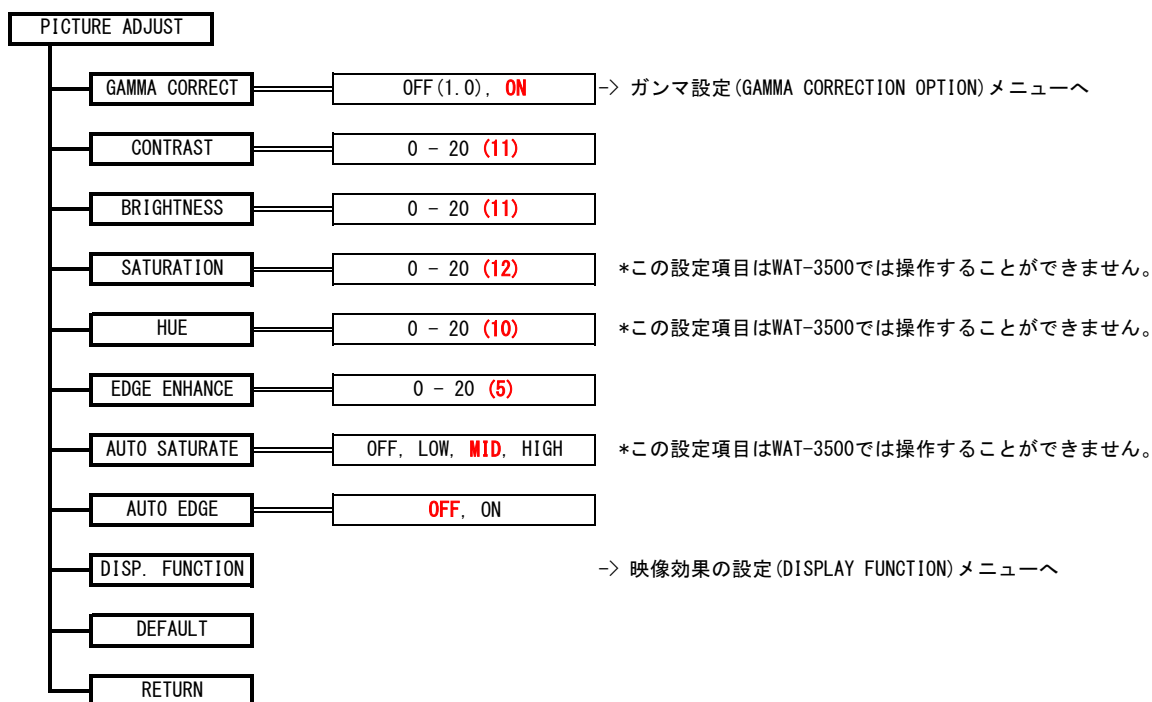 PICTURE ADJUST
GAMMA CORRECT OFF(1.0), ON -> ガンマ設定(GAMMA CORRECTION OPTION)メニューへ
CONTRAST 0 - 20 (11)
BRIGHTNESS 0 - 20 (11)
SATURATION 0 - 20 (12) *この設定項目はWAT-3500では操作することができません。
HUE 0 - 20 (10) *この設定項目はWAT-3500では操作することができません。
EDGE ENHANCE 0 - 20 (5)
AUTO SATURATE OFF, LOW, MID, HIGH *この設定項目はWAT-3500では操作することができません。
AUTO EDGE OFF, ON
DISP. FUNCTION -> 映像効果の設定(DISPLAY FUNCTION)メニューへ
DEFAULT
RETURN